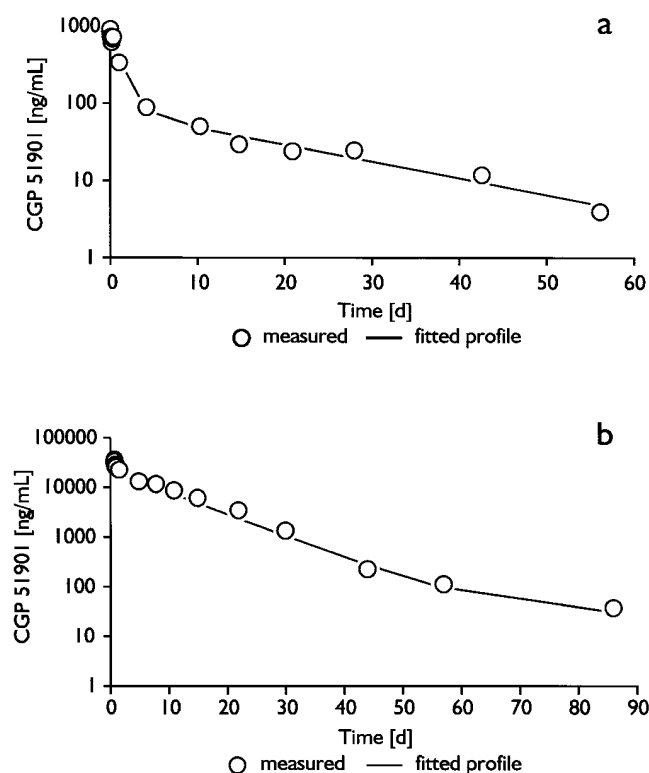 a
CGP 51901 [ng/mL]
1000
100
10
1
0 10 20 30 40 50 60
Time [d]
measured fitted profile
b
CGP 51901 [ng/mL]
100000
10000
1000
100
10
1
0 10 20 30 40 50 60 70 80 90
Time [d]
measured fitted profile